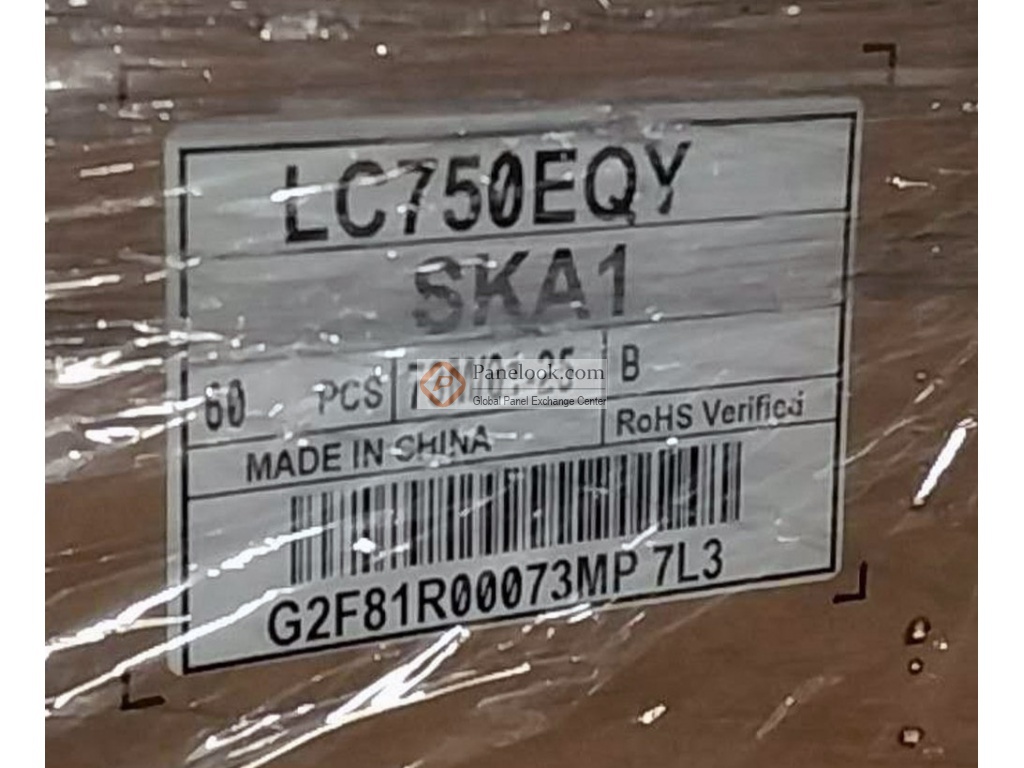 LC750EQY
SKA1
60 PCS B
Panelook.com
Global Panel Exchange Center
MADE IN CHINA RoHS Verified
G2F81R00073MP 7L3